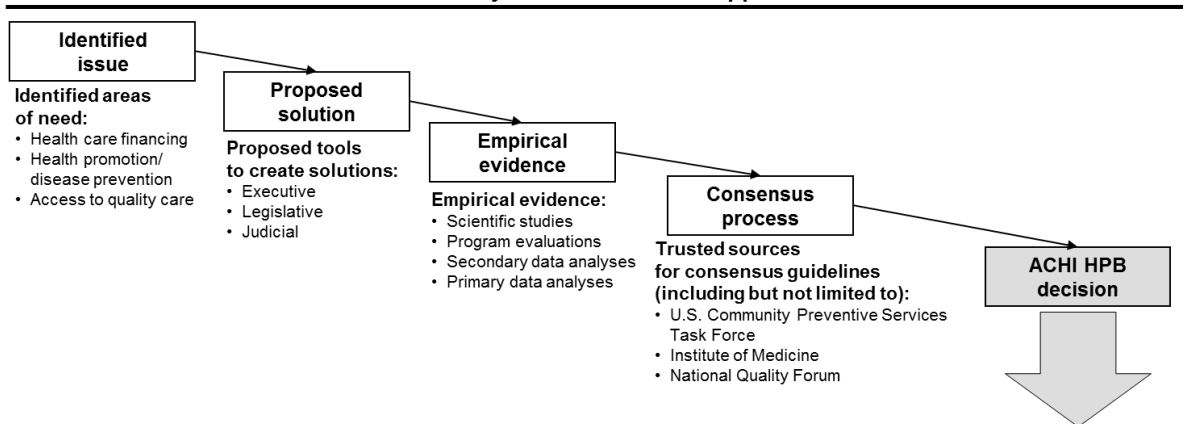 Identified
issue
Identified areas
of need:
• Health care financing
• Health promotion/
disease prevention
• Access to quality care
Proposed
solution
Proposed tools
to create solutions:
• Executive
• Legislative
• Judicial
Empirical
evidence
Empirical evidence:
• Scientific studies
• Program evaluations
• Secondary data analyses
• Primary data analyses
Consensus
process
Trusted sources
for consensus guidelines
(including but not limited to):
• U.S. Community Preventive Services
Task Force
• Institute of Medicine
• National Quality Forum
ACHI HPB
decision